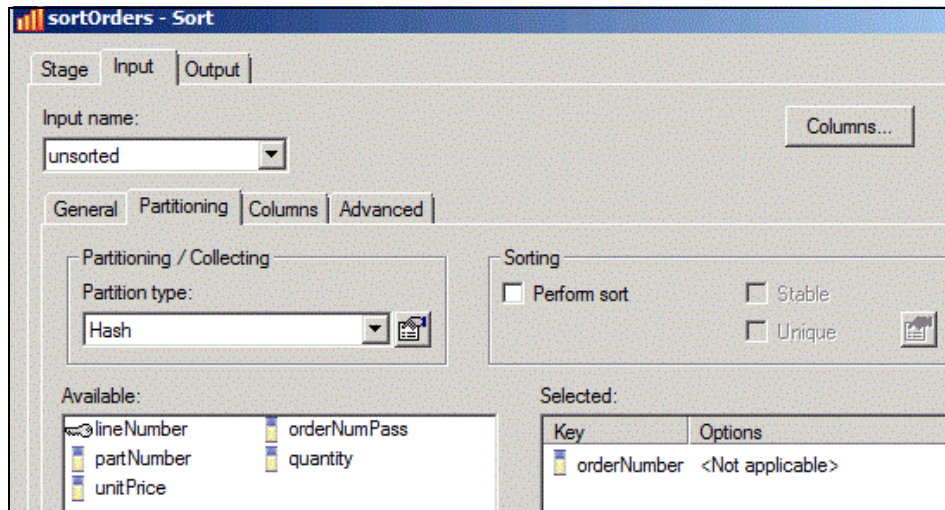 sortOrders - Sort
Stage Input Output
Input name:
Columns...
unsorted
General Partitioning Columns Advanced
Partitioning / Collecting
Sorting
Partition type:
Perform sort
Stable
Hash
Unique
Available:
Selected:
lineNumber orderNumPass
Key Options
partNumber quantity
orderNumber <Not applicable>
unitPrice